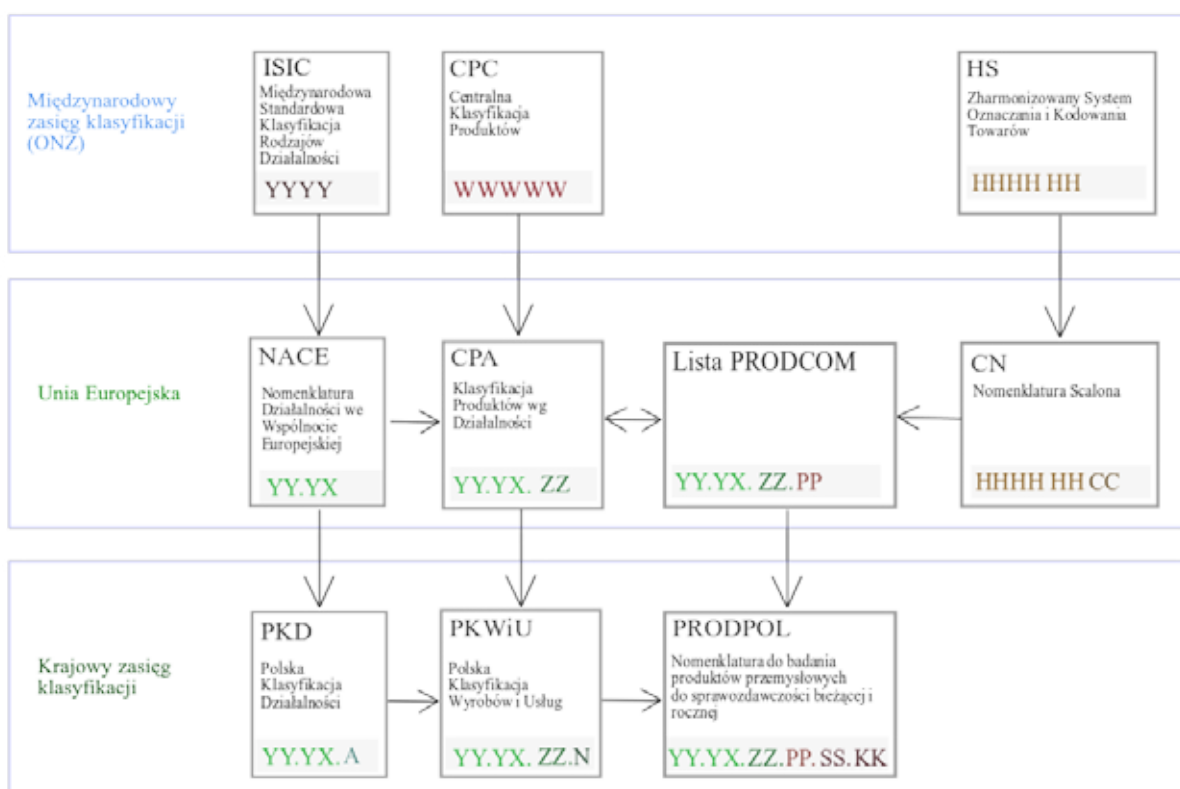 Międzynarodowy
zasięg klasyfikacji
(ONZ)
ISIC
Międzynarodowa
Standardowa
Klasyfikacja
Rodzajów
Działalności
YYYY
CPC
Centralna
Klasyfikacja
Produktów
WWWWW
HS
Zharmonizowany System
Oznaczania i Kodowania
Towarów
HHHH HH
Unia Europejska
NACE
Nomenklatura
Działalności we
Wspólnocie
Europejskiej
YY.YX
CPA
Klasyfikacja
Produktów wg
Działalności
YY.YX. ZZ
Lista PRODCOM
YY.YX. ZZ.PP
CN
Nomenklatura Scalona
HHHH HH CC
Krajowy zasięg
klasyfikacji
PKD
Polska
Klasyfikacja
Działalności
YY.YX. A
PKWiU
Polska
Klasyfikacja
Wyrobów i Usług
YY.YX. ZZ.N
PRODPOL
Nomenklatura do badania
produktów przemysłowych
do sprawozdawczości bieżącej i
rocznej
YY.YX.ZZ.PP. SS.KK